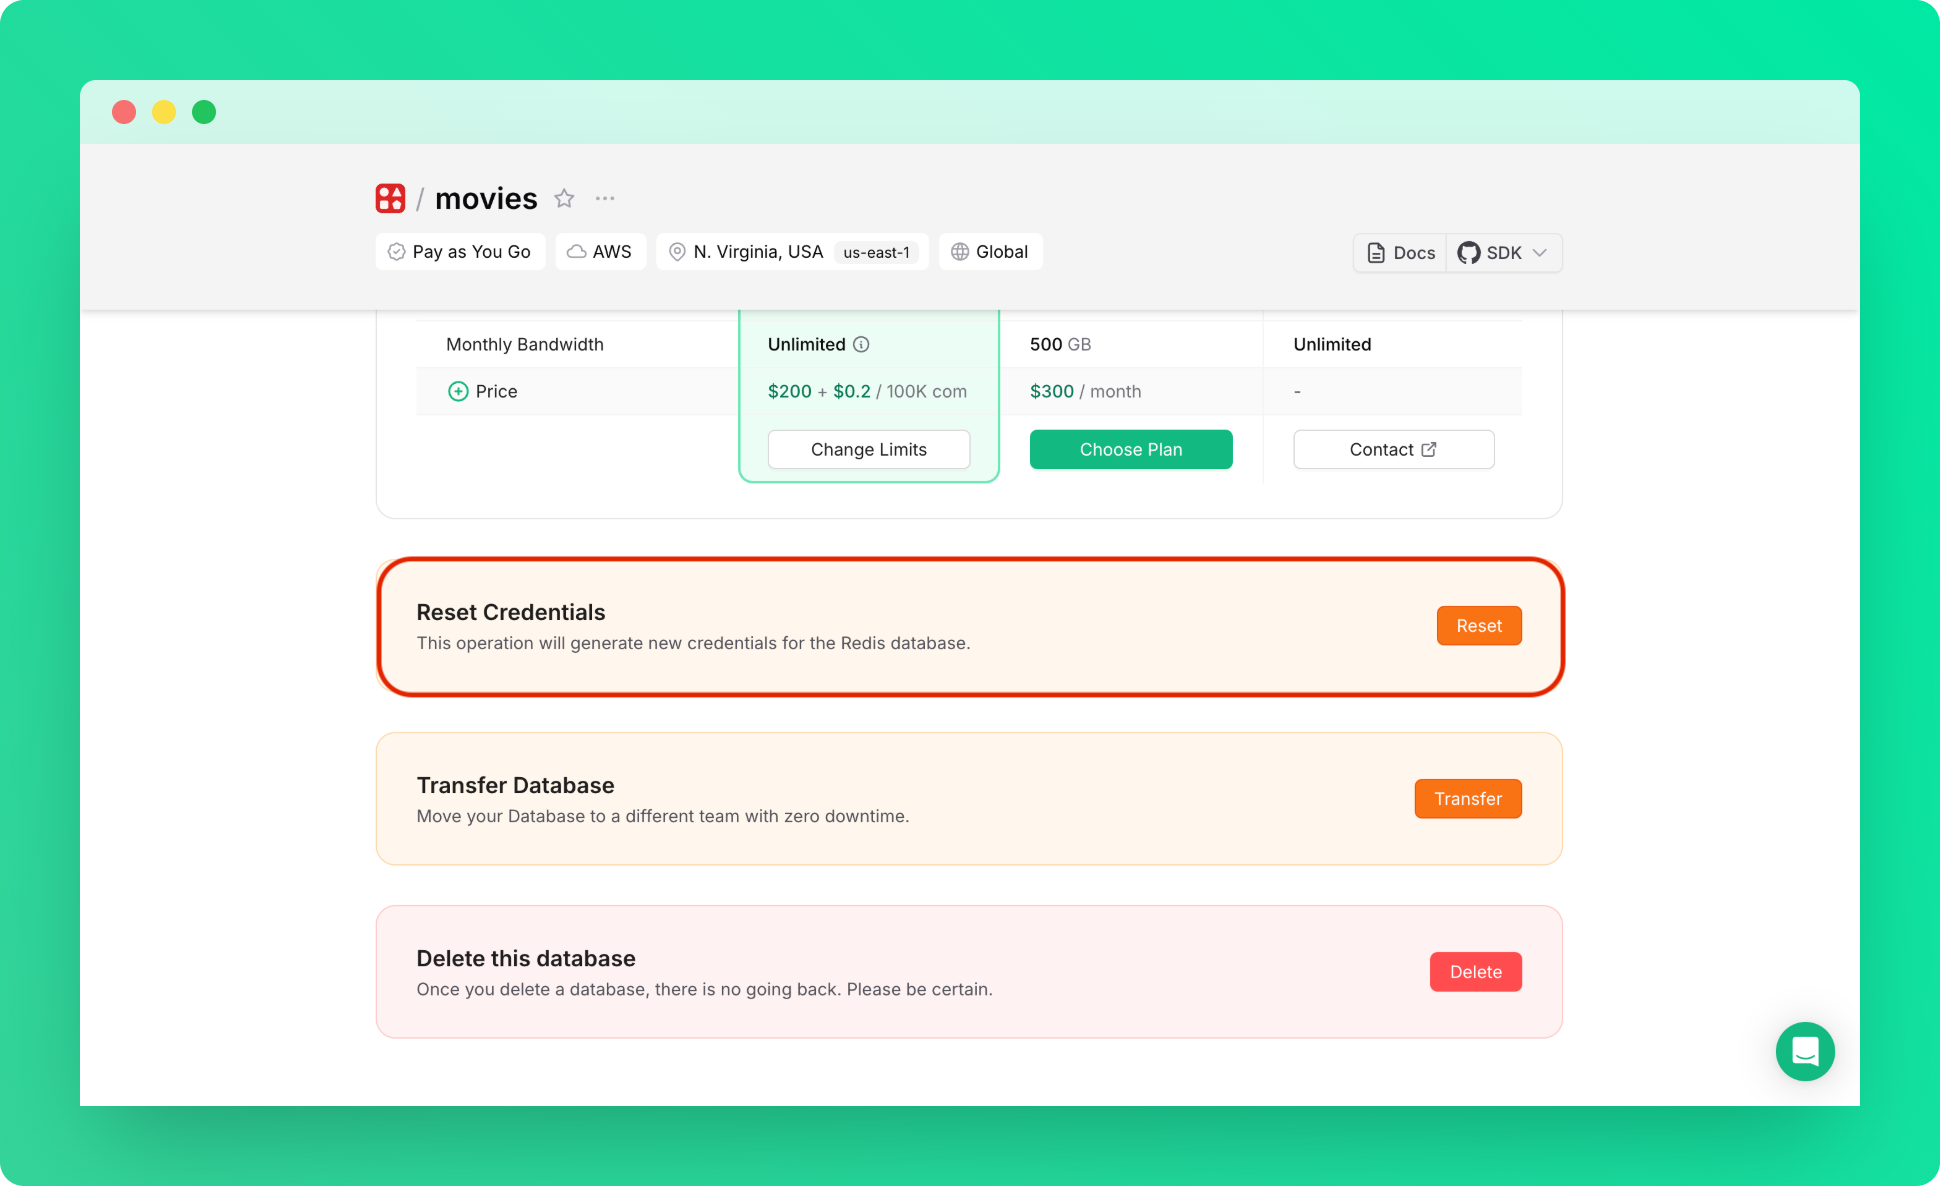 / movies
Pay as You Go AWS N. Virginia, USA us-east-1 Global Docs SDK
Monthly Bandwidth Unlimited 500 GB Unlimited
Price $200 + $0.2 / 100K com $300 / month -
Change Limits Choose Plan Contact
Reset Credentials
This operation will generate new credentials for the Redis database.
Reset
Transfer Database
Move your Database to a different team with zero downtime.
Transfer
Delete this database
Once you delete a database, there is no going back. Please be certain.
Delete